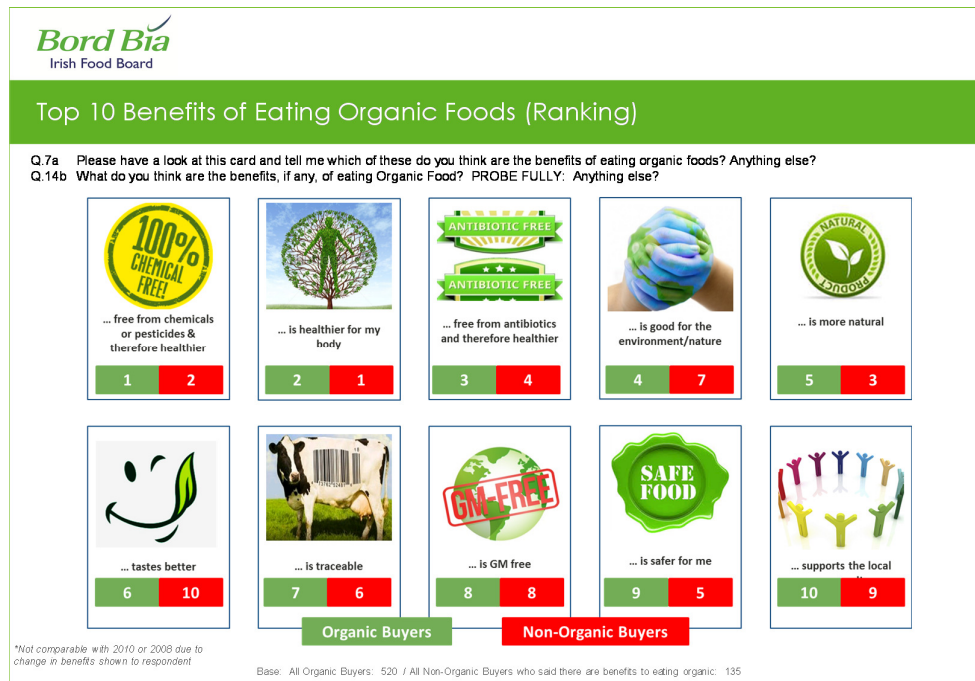 Bord Bia
Irish Food Board
Top 10 Benefits of Eating Organic Foods (Ranking)
Q.7a Please have a look at this card and tell me which of these do you think are the benefits of eating organic foods? Anything else?
Q.14b What do you think are the benefits, if any, of eating Organic Food? PROBE FULLY: Anything else?
100%
CHEMICAL
FREE!
... free from chemicals
or pesticides &
therefore healthier
1 2
... is healthier for my
body
2 1
ANTIBIOTIC FREE
ANTIBIOTIC FREE
... free from antibiotics
and therefore healthier
3 4
... is good for the
environment/nature
4 7
NATURAL
PRODUCT
... is more natural
5 3
... tastes better
6 10
... is traceable
7 6
GM-FREE
... is GM free
8 8
SAFE
FOOD
... is safer for me
9 5
... supports the local
10 9
Organic Buyers
Non-Organic Buyers
*Not comparable with 2010 or 2008 due to
change in benefits shown to respondent
Base: All Organic Buyers: 520 / All Non-Organic Buyers who said there are benefits to eating organic: 135